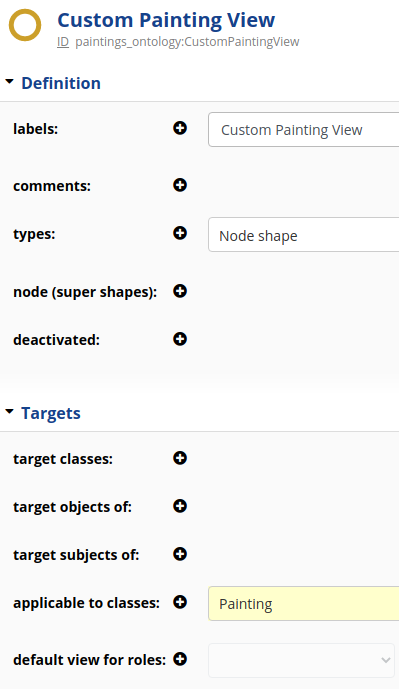 Custom Painting View
ID paintings_ontology:CustomPaintingView
Definition
labels: Custom Painting View
comments:
types: Node shape
node (super shapes):
deactivated:
Targets
target classes:
target objects of:
target subjects of:
applicable to classes: Painting
default view for roles: